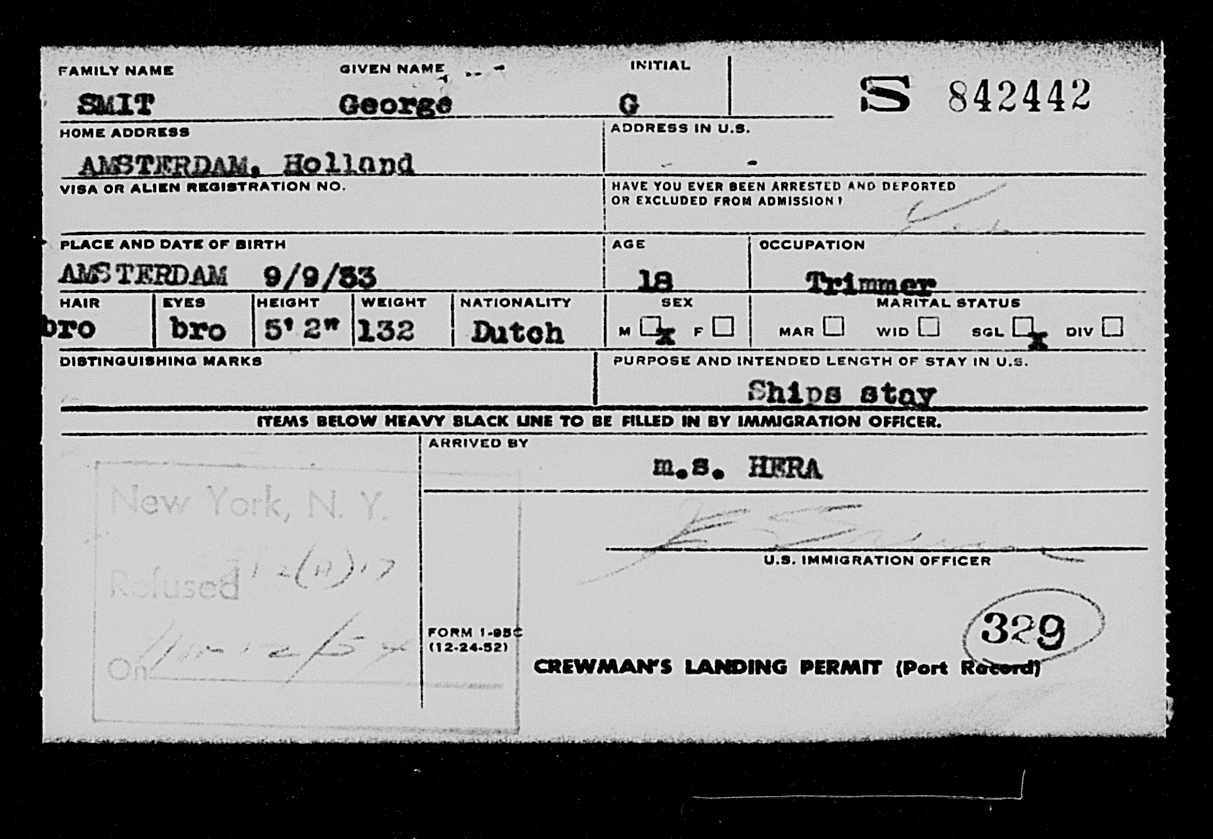 FAMILY NAME GIVEN NAME INITIAL
SMIT George G S 842442
HOME ADDRESS ADDRESS IN U.S.
AMSTERDAM, Holland - -
VISA OR ALIEN REGISTRATION NO. HAVE YOU EVER BEEN ARRESTED AND DEPORTED
OR EXCLUDED FROM ADMISSION?
PLACE AND DATE OF BIRTH AGE OCCUPATION
AMSTERDAM 9/9/33 18 Trimmer
HAIR EYES HEIGHT WEIGHT NATIONALITY SEX MARITAL STATUS
bro bro 5' 2" 132 Dutch M x F MAR WID SGL x DIV
DISTINGUISHING MARKS PURPOSE AND INTENDED LENGTH OF STAY IN U.S.
Ships stay
ITEMS BELOW HEAVY BLACK LINE TO BE FILLED IN BY IMMIGRATION OFFICER.
ARRIVED BY
m.s. HERA
New York, N. Y.
U.S. IMMIGRATION OFFICER
Refused
329
FORM I-95C
(12-24-52)
On
CREWMAN'S LANDING PERMIT (Port Record)